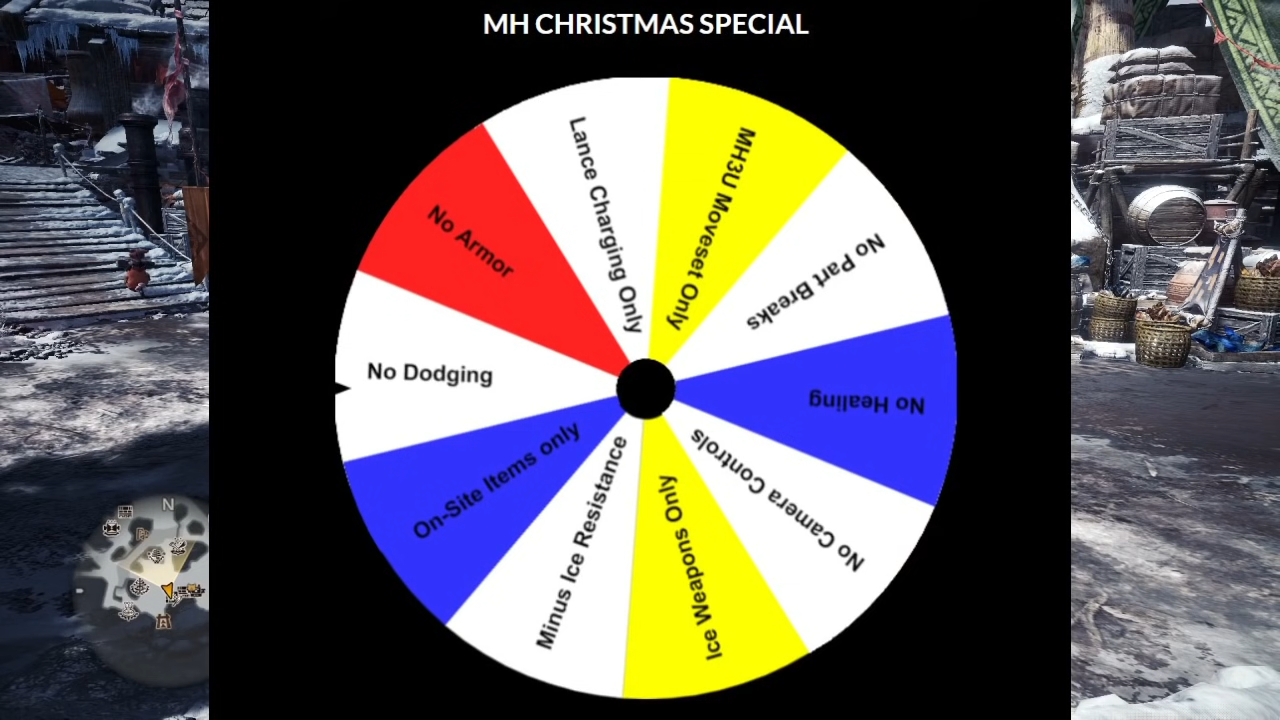 MH CHRISTMAS SPECIAL
MH3U Moveset Only
No Part Breaks
No Healing
No Camera Controls
Ice Weapons Only
Minus Ice Resistance
On-Site Items only
No Dodging
No Armor
Lance Charging Only
N